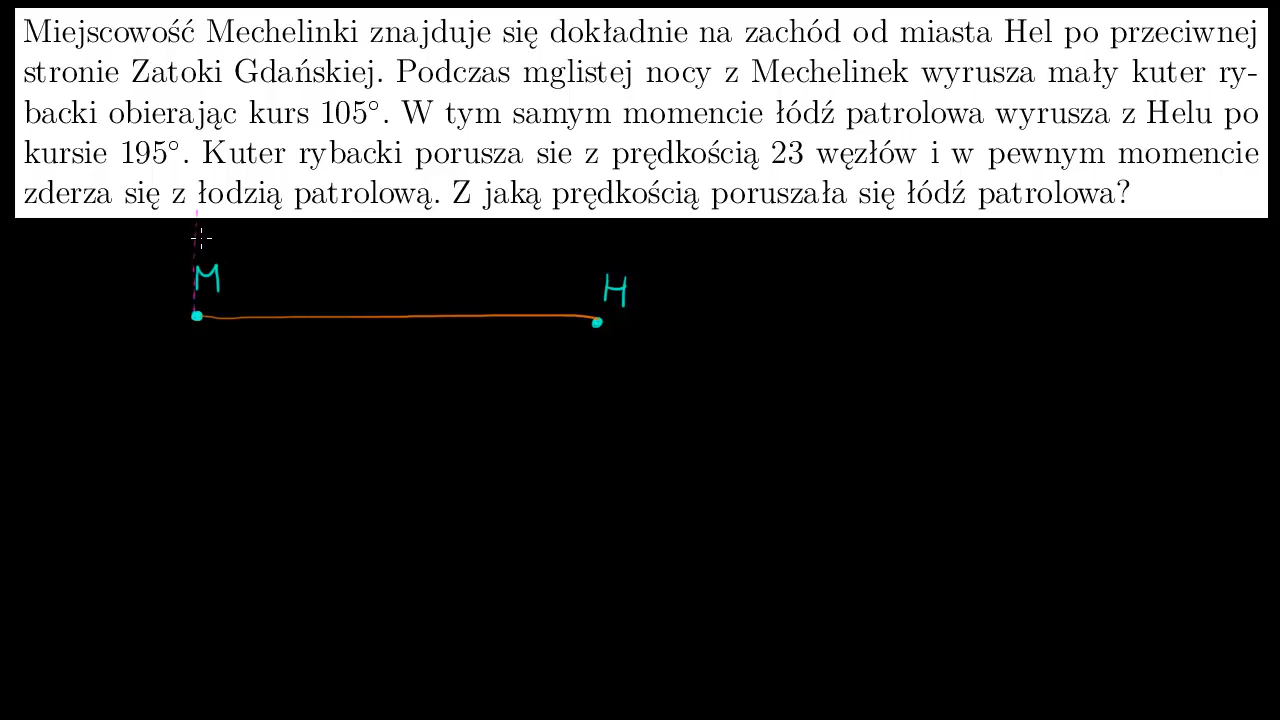 Miejscowość Mechelinki znajduje się dokładnie na zachód od miasta Hel po przeciwnej
stronie Zatoki Gdańskiej. Podczas mglistej nocy z Mechelinek wyrusza mały kuter ry-
backi obierając kurs 105°. W tym samym momencie łódź patrolowa wyrusza z Helu po
kursie 195°. Kuter rybacki porusza sie z prędkością 23 węzłów i w pewnym momencie
zderza się z łodzią patrolową. Z jaką prędkością poruszała się łódź patrolowa?
M
H